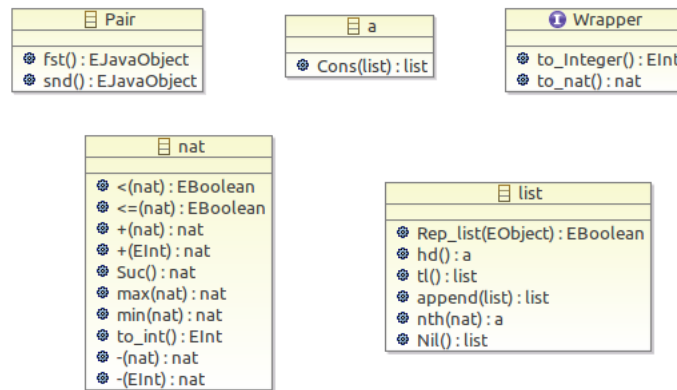 Pair
fst() : EJavaObject
snd() : EJavaObject
a
Cons(list) : list
Wrapper
to_Integer() : EInt
to_nat() : nat
nat
<(nat) : EBoolean
<=(nat) : EBoolean
+(nat) : nat
+(EInt) : nat
Suc() : nat
max(nat) : nat
min(nat) : nat
to_int() : EInt
-(nat) : nat
-(EInt) : nat
list
Rep_list(EObject) : EBoolean
hd() : a
tl() : list
append(list) : list
nth(nat) : a
Nil() : list